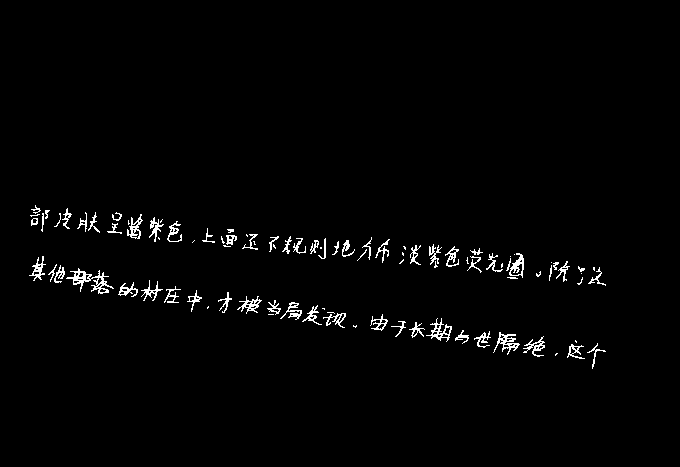 部皮肤呈酱紫色,上面还不规则地分布淡紫色荧光圈。除了这
其他部落的村庄中,才被当局发现。由于长期与世隔绝,这个